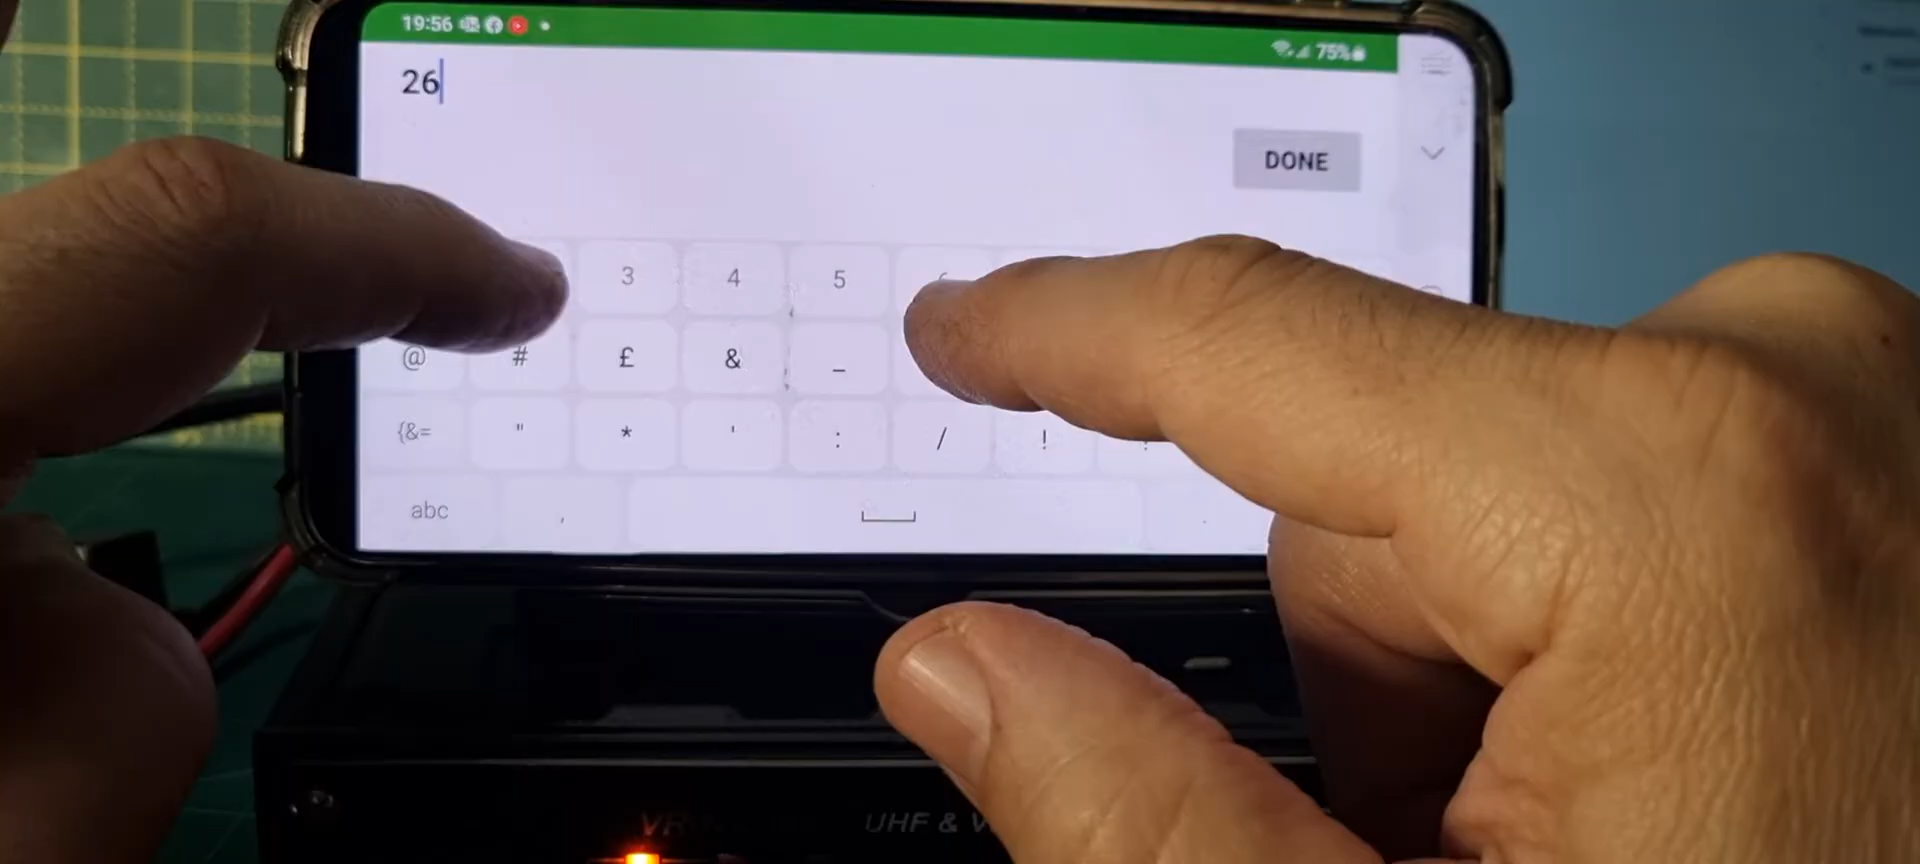 19:56 75%
26
DONE
3 4 5
@ # £ & _
{&= " * ' : / !
abc , .
UHF &